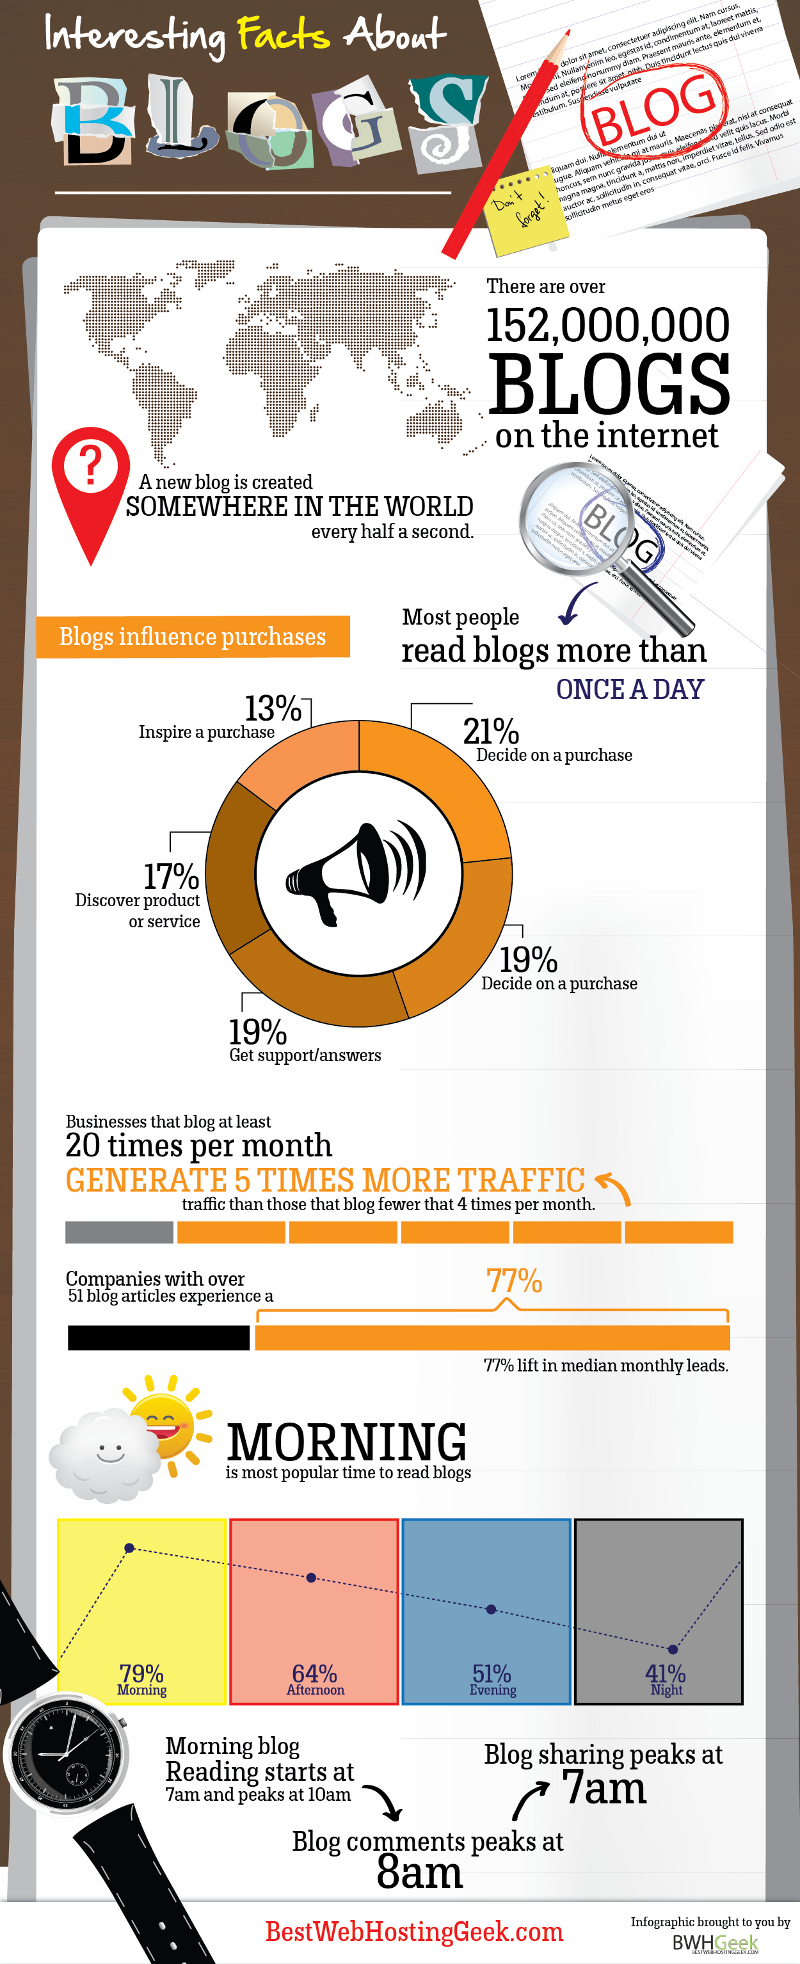 Interesting Facts About
BLOGS
BLOG
Don't
forget!
There are over
152,000,000
BLOGS
on the internet
?
A new blog is created
SOMEWHERE IN THE WORLD
every half a second.
BLOG
Most people
read blogs more than
ONCE A DAY
Blogs influence purchases
13%
Inspire a purchase
21%
Decide on a purchase
17%
Discover product
or service
19%
Decide on a purchase
19%
Get support/answers
Businesses that blog at least
20 times per month
GENERATE 5 TIMES MORE TRAFFIC
traffic than those that blog fewer that 4 times per month.
Companies with over
51 blog articles experience a
77%
77% lift in median monthly leads.
MORNING
is most popular time to read blogs
79%
Morning
64%
Afternoon
51%
Evening
41%
Night
Morning blog
Reading starts at
7am and peaks at 10am
Blog sharing peaks at
7am
Blog comments peaks at
8am
BestWebHostingGeek.com
Infographic brought to you by
BWHGeek
BESTWEBHOSTINGGEEK.COM